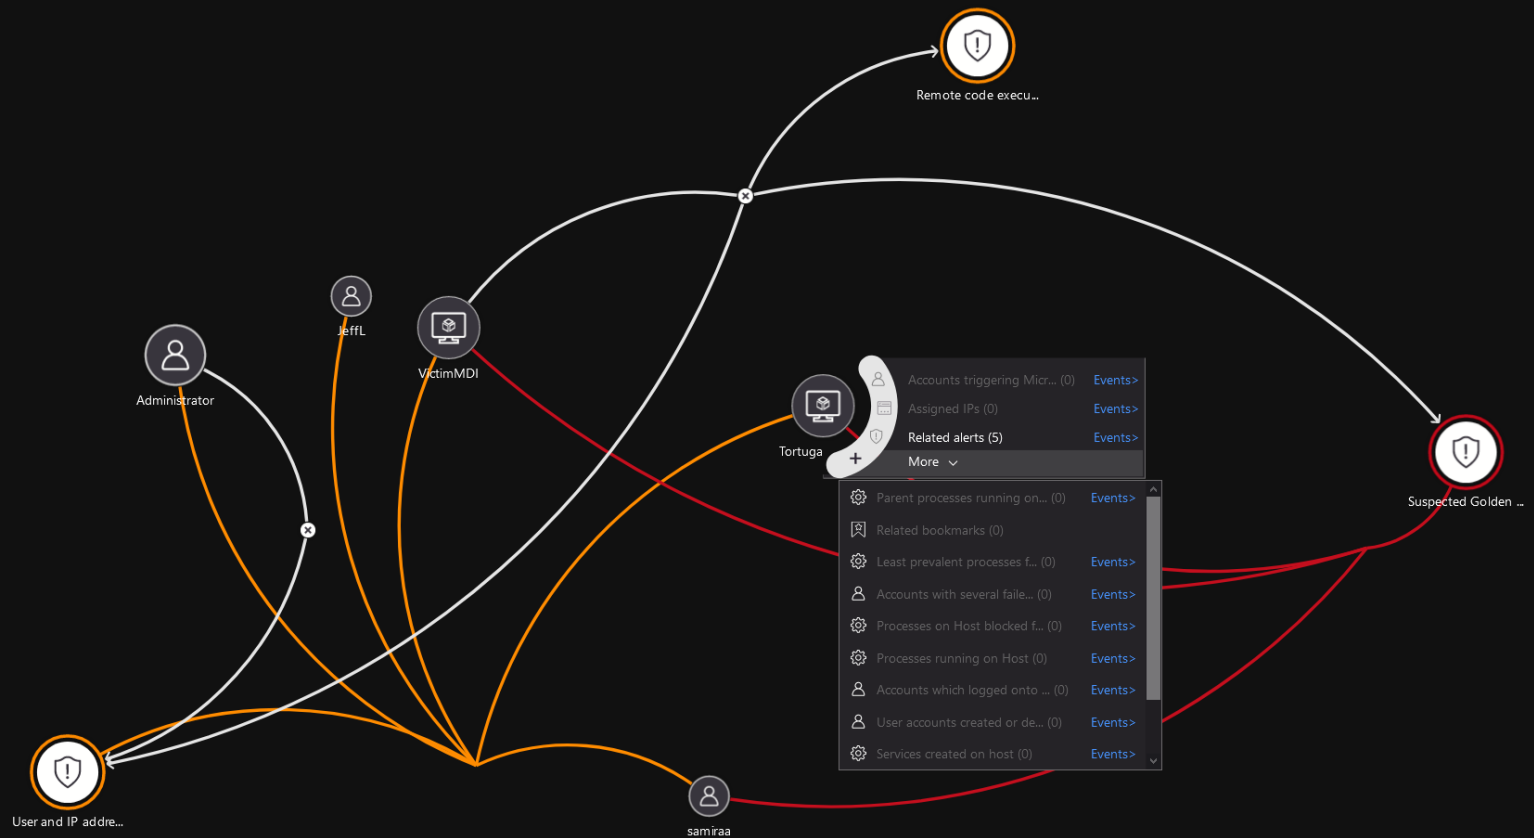 Remote code execu...
JeffL
VictimMDI
Administrator
Tortuga
Accounts triggering Micr... (0) Events>
Assigned IPs (0) Events>
Related alerts (5) Events>
More
Parent processes running on... (0) Events>
Related bookmarks (0)
Least prevalent processes f... (0) Events>
Accounts with several faile... (0) Events>
Processes on Host blocked f... (0) Events>
Processes running on Host (0) Events>
Accounts which logged onto ... (0) Events>
User accounts created or de... (0) Events>
Services created on host (0) Events>
Suspected Golden ...
User and IP addre...
samiraa